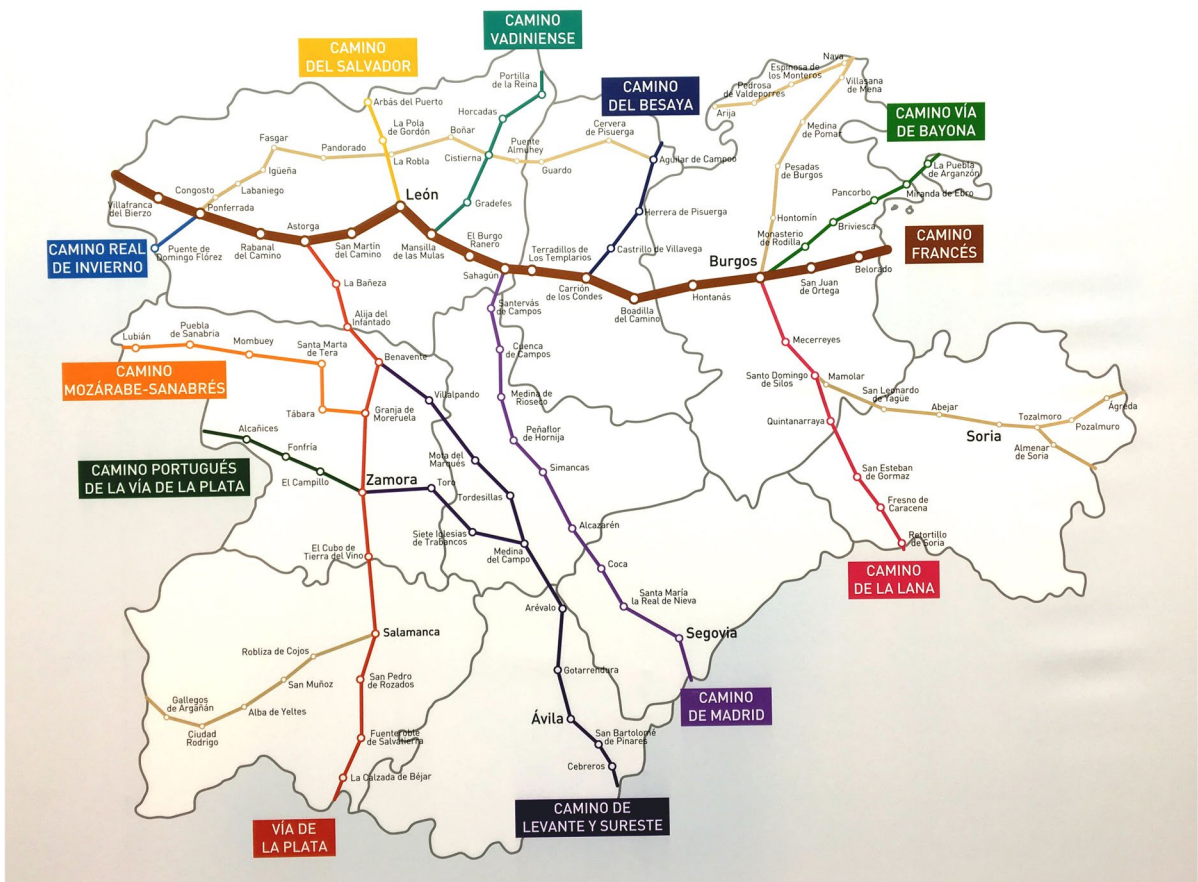 CAMINO
VADINIENSE
CAMINO
DEL SALVADOR
CAMINO
DEL BESAYA
CAMINO VÍA
DE BAYONA
CAMINO
FRANCÉS
CAMINO REAL
DE INVIERNO
CAMINO
MOZÁRABE-SANABRÉS
CAMINO PORTUGUÉS
DE LA VÍA DE LA PLATA
CAMINO
DE LA LANA
CAMINO
DE MADRID
CAMINO DE
LEVANTE Y SURESTE
VÍA DE
LA PLATA
Portilla
de la Reina
Horcadas
Cistierna
Gradefes
Arbás del Puerto
La Pola
de Gordón
La Robla
Fasgar
Igüeña
Labaniego
Congosto
Pandorado
Boñar
Puente
Almuhey
Guardo
Cervera
de Pisuerga
Aguilar de Campoo
Herrera de Pisuerga
Castrillo de Villavega
Nava
Espinosa de
los Monteros
Pedrosa
de Valdeporres
Arija
Villasana
de Mena
Medina
de Pomar
Pesadas
de Burgos
Hontomín
Monasterio
de Rodilla
Briviesca
Pancorbo
Miranda de Ebro
La Puebla
de Arganzón
Villafranca
del Bierzo
Ponferrada
Puente de
Domingo Flórez
Rabanal
del Camino
Astorga
San Martín
del Camino
León
Mansilla
de las Mulas
El Burgo
Ranero
Sahagún
Terradillos de
Los Templarios
Carrión
de los Condes
Boadilla
del Camino
Hontanás
Burgos
San Juan
de Ortega
Belorado
La Bañeza
Alija del
Infantado
Benavente
Lubián
Puebla
de Sanabria
Mombuey
Santa Marta
de Tera
Tábara
Granja de
Moreruela
Alcañices
Fonfría
El Campillo
Zamora
Toro
Siete Iglesias
de Trabancos
Villalpando
Mota del
Marqués
Tordesillas
Medina
del Campo
Arévalo
Gotarrendura
Ávila
San Bartolomé
de Pinares
Cebreros
Santervás
de Campos
Cuenca
de Campos
Medina de
Rioseco
Peñaflor
de Hornija
Simancas
Alcazarén
Coca
Santa María
la Real de Nieva
Segovia
Mecerreyes
Santo Domingo
de Silos
Mamolar
San Leonardo
de Yagüe
Abejar
Soria
Tozalmoro
Pozalmuro
Ágreda
Almenar
de Soria
Quintanarraya
San Esteban
de Gormaz
Fresno de
Caracena
Retortillo
de Soria
El Cubo de
Tierra del Vino
Salamanca
Robliza de Cojos
San Muñoz
Alba de Yeltes
Ciudad
Rodrigo
Gallegos
de Argañán
San Pedro
de Rozados
Fuenterroble
de Salvatierra
La Calzada de Béjar